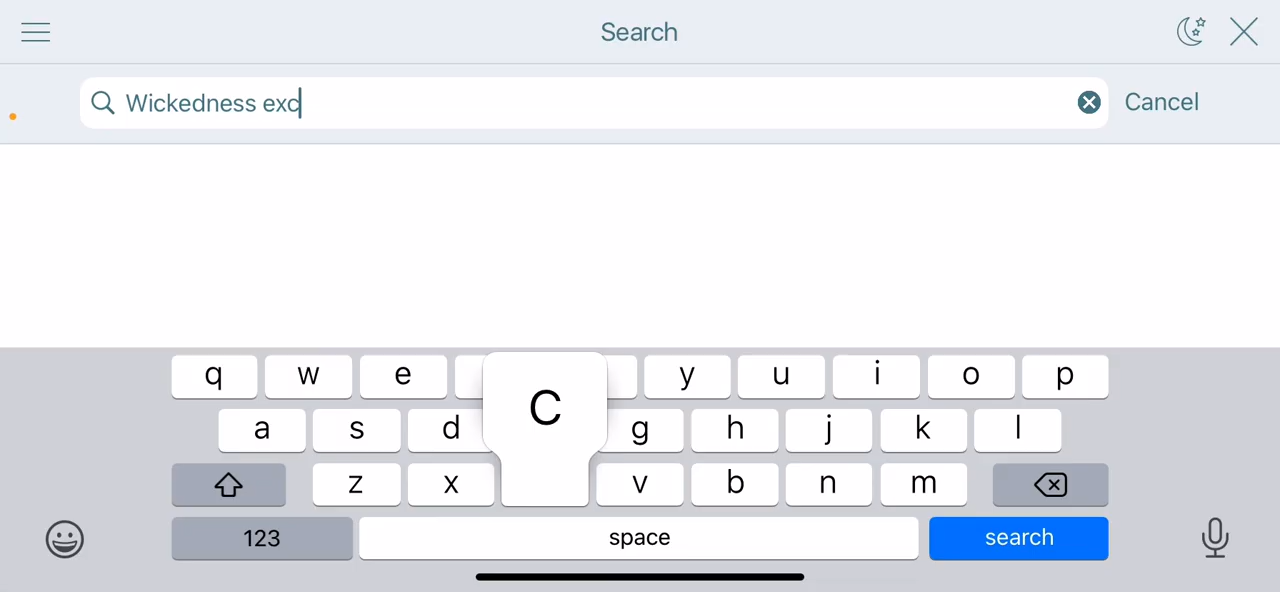 Search
Wickedness exc
Cancel
q w e y u i o p
C
a s d g h j k l
z x v b n m
123 space search